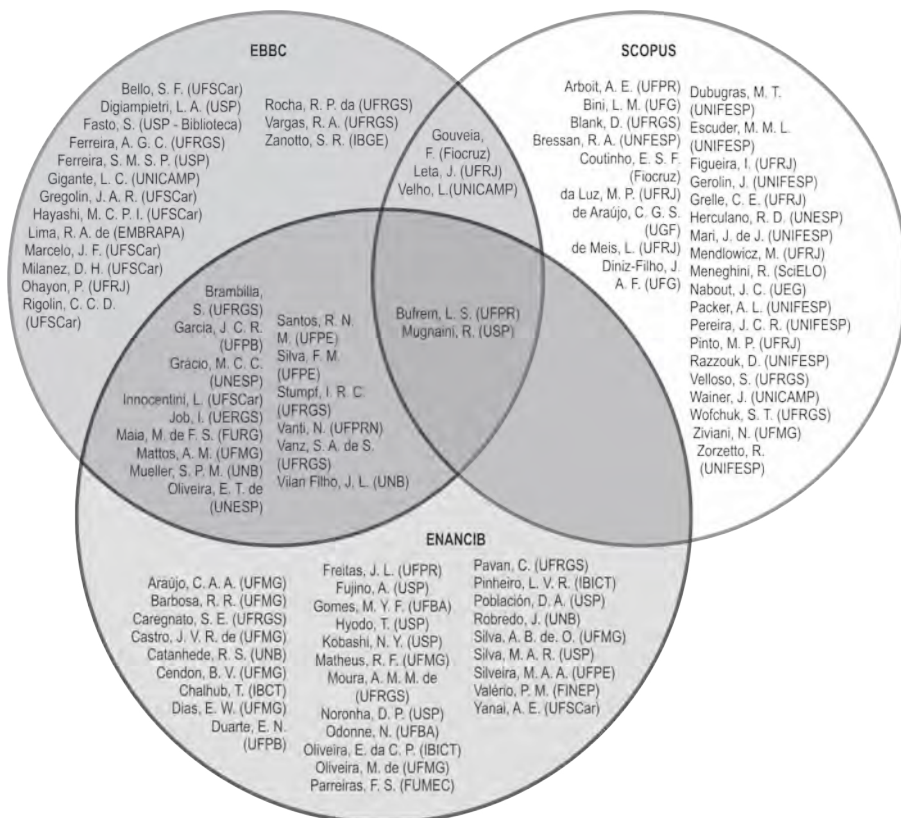 EBBC
Bello, S. F. (UFSCar)
Digiampietri, L. A. (USP)
Fasto, S. (USP - Biblioteca)
Ferreira, A. G. C. (UFRGS)
Ferreira, S. M. S. P. (USP)
Gigante, L. C. (UNICAMP)
Gregolin, J. A. R. (UFSCar)
Hayashi, M. C. P. I. (UFSCar)
Lima, R. A. de (EMBRAPA)
Marcelo, J. F. (UFSCar)
Milanez, D. H. (UFSCar)
Ohayon, P. (UFRJ)
Rigolin, C. C. D.
(UFSCar)
Rocha, R. P. da (UFRGS)
Vargas, R. A. (UFRGS)
Zanotto, S. R. (IBGE)
Gouveia,
F. (Fiocruz)
Leta, J. (UFRJ)
Velho, L.(UNICAMP)
SCOPUS
Arboit, A. E. (UFPR)
Bini, L. M. (UFG)
Blank, D. (UFRGS)
Bressan, R. A. (UNFESP)
Coutinho, E. S. F.
(Fiocruz)
da Luz, M. P. (UFRJ)
de Araújo, C. G. S.
(UGF)
de Meis, L. (UFRJ)
Diniz-Filho, J.
A. F. (UFG)
Dubugras, M. T.
(UNIFESP)
Escuder, M. M. L.
(UNIFESP)
Figueira, I. (UFRJ)
Gerolin, J. (UNIFESP)
Grelle, C. E. (UFRJ)
Herculano, R. D. (UNESP)
Mari, J. de J. (UNIFESP)
Mendlowicz, M. (UFRJ)
Meneghini, R. (SciELO)
Nabout, J. C. (UEG)
Packer, A. L. (UNIFESP)
Pereira, J. C. R. (UNIFESP)
Pinto, M. P. (UFRJ)
Razzouk, D. (UNIFESP)
Velloso, S. (UFRGS)
Wainer, J. (UNICAMP)
Wofchuk, S. T. (UFRGS)
Ziviani, N. (UFMG)
Zorzetto, R.
(UNIFESP)
Brambilia,
S. (UFRGS)
Garcia, J. C. R.
(UFPB)
Grácio, M. C. C.
(UNESP)
Innocentini, L. (UFSCar)
Job, I. (UERGS)
Maia, M. de F. S. (FURG)
Mattos, A. M. (UFMG)
Mueller, S. P. M. (UNB)
Oliveira, E. T. de
(UNESP)
Santos, R. N.
M. (UFPE)
Silva, F. M.
(UFPE)
Stumpf, I. R. C.
(UFRGS)
Vanti, N. (UFPRN)
Vanz, S. A. de S.
(UFRGS)
Vilan Filho, J. L. (UNB)
Bufrem, L. S. (UFPR)
Mugnaini, R. (USP)
ENANCIB
Araújo, C. A. A. (UFMG)
Barbosa, R. R. (UFMG)
Caregnato, S. E. (UFRGS)
Castro, J. V. R. de (UFMG)
Catanhede, R. S. (UNB)
Cendon, B. V. (UFMG)
Chalhub, T. (IBCT)
Dias, E. W. (UFMG)
Duarte, E. N.
(UFPB)
Freitas, J. L. (UFPR)
Fujino, A. (USP)
Gomes, M. Y. F. (UFBA)
Hyodo, T. (USP)
Kobashi, N. Y. (USP)
Matheus, R. F. (UFMG)
Moura, A. M. M. de
(UFRGS)
Noronha, D. P. (USP)
Odonne, N. (UFBA)
Oliveira, E. da C. P. (IBICT)
Oliveira, M. de (UFMG)
Parreiras, F. S. (FUMEC)
Pavan, C. (UFRGS)
Pinheiro, L. V. R. (IBICT)
Población, D. A. (USP)
Robredo, J. (UNB)
Silva, A. B. de. O. (UFMG)
Silva, M. A. R. (USP)
Silveira, M. A. A. (UFPE)
Valério, P. M. (FINEP)
Yanai, A. E. (UFSCar)